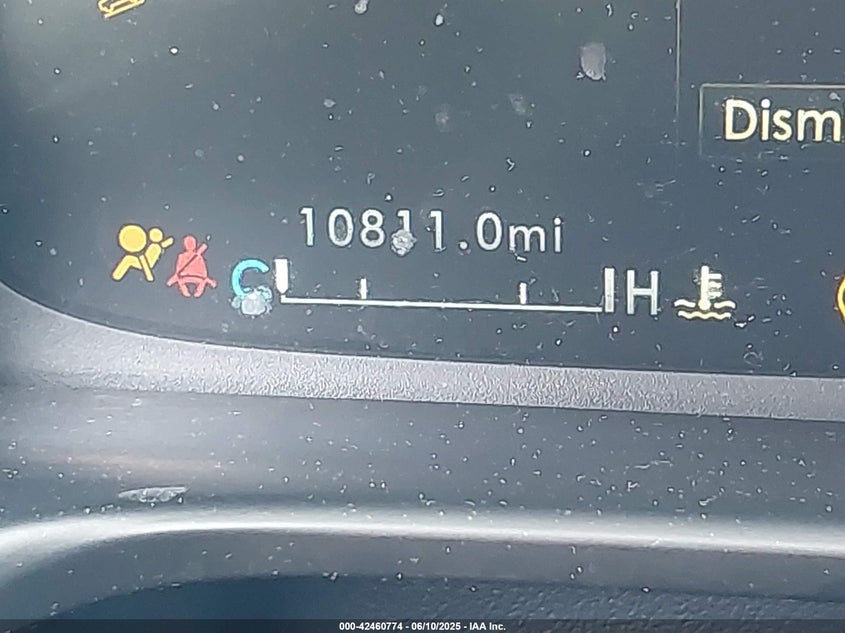 Dism
10811.0mi
C H
000-42460774 - 06/10/2025 - IAA Inc.